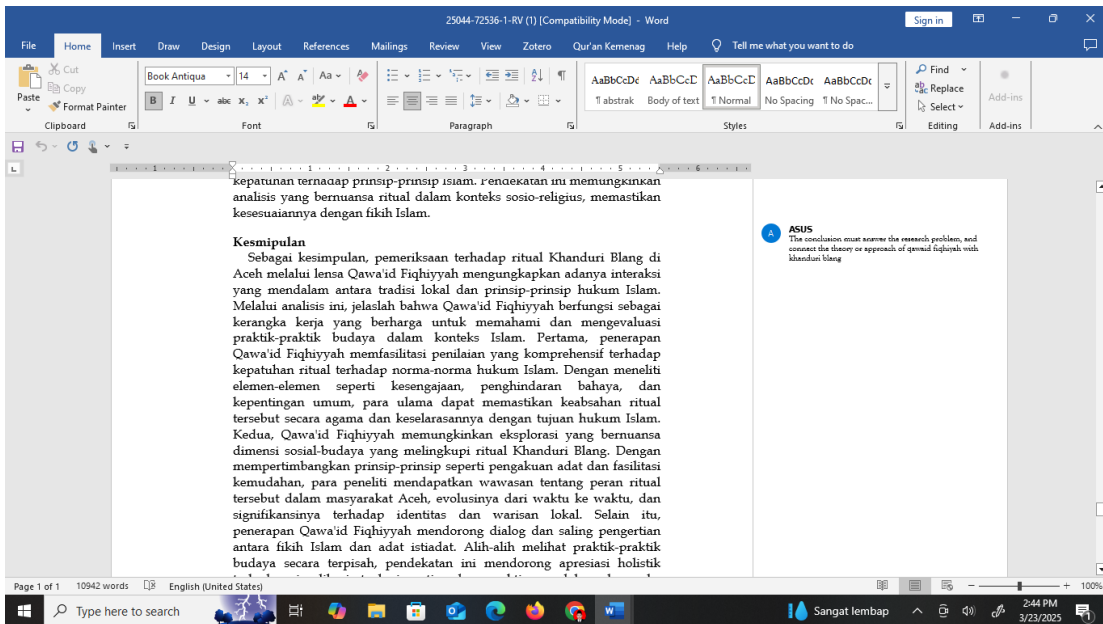 25044-72536-1-RV (1) [Compatibility Mode] - Word
Sign in
File Home Insert Draw Design Layout References Mailings Review View Zotero Qur'an Kemenag Help Tell me what you want to do
Paste
Cut
Copy
Format Painter
Clipboard
Book Antiqua 14
Font
Paragraph
AaBbCcDd AaBbCcD AaBbCcD AaBbCcDc AaBbCcDc
¶ abstrak Body of text ¶ Normal No Spacing ¶ No Spac...
Styles
Find
Replace
Select
Editing
Add-ins
Add-ins
kepatuhan terhadap prinsip-prinsip Islam. Pendekatan ini memungkinkan
analisis yang bernuansa ritual dalam konteks sosio-religius, memastikan
kesesuaiannya dengan fikih Islam.
Kesmipulan
Sebagai kesimpulan, pemeriksaan terhadap ritual Khanduri Blang di
Aceh melalui lensa Qawa'id Fiqhiyyah mengungkapkan adanya interaksi
yang mendalam antara tradisi lokal dan prinsip-prinsip hukum Islam.
Melalui analisis ini, jelaslah bahwa Qawa'id Fiqhiyyah berfungsi sebagai
kerangka kerja yang berharga untuk memahami dan mengevaluasi
praktik-praktik budaya dalam konteks Islam. Pertama, penerapan
Qawa'id Fiqhiyyah memfasilitasi penilaian yang komprehensif terhadap
kepatuhan ritual terhadap norma-norma hukum Islam. Dengan meneliti
elemen-elemen seperti kesengajaan, penghindaran bahaya, dan
kepentingan umum, para ulama dapat memastikan keabsahan ritual
tersebut secara agama dan keselarasannya dengan tujuan hukum Islam.
Kedua, Qawa'id Fiqhiyyah memungkinkan eksplorasi yang bernuansa
dimensi sosial-budaya yang melingkupi ritual Khanduri Blang. Dengan
mempertimbangkan prinsip-prinsip seperti pengakuan adat dan fasilitasi
kemudahan, para peneliti mendapatkan wawasan tentang peran ritual
tersebut dalam masyarakat Aceh, evolusinya dari waktu ke waktu, dan
signifikansinya terhadap identitas dan warisan lokal. Selain itu,
penerapan Qawa'id Fiqhiyyah mendorong dialog dan saling pengertian
antara fikih Islam dan adat istiadat. Alih-alih melihat praktik-praktik
budaya secara terpisah, pendekatan ini mendorong apresiasi holistik
A ASUS
The conclusion must answer the research problem, and
connect the theory or approach of qawaid fiqhiyah with
khanduri blang
Page 1 of 1 10942 words English (United States) 100%
Type here to search
Sangat lembap
2:44 PM
3/23/2025